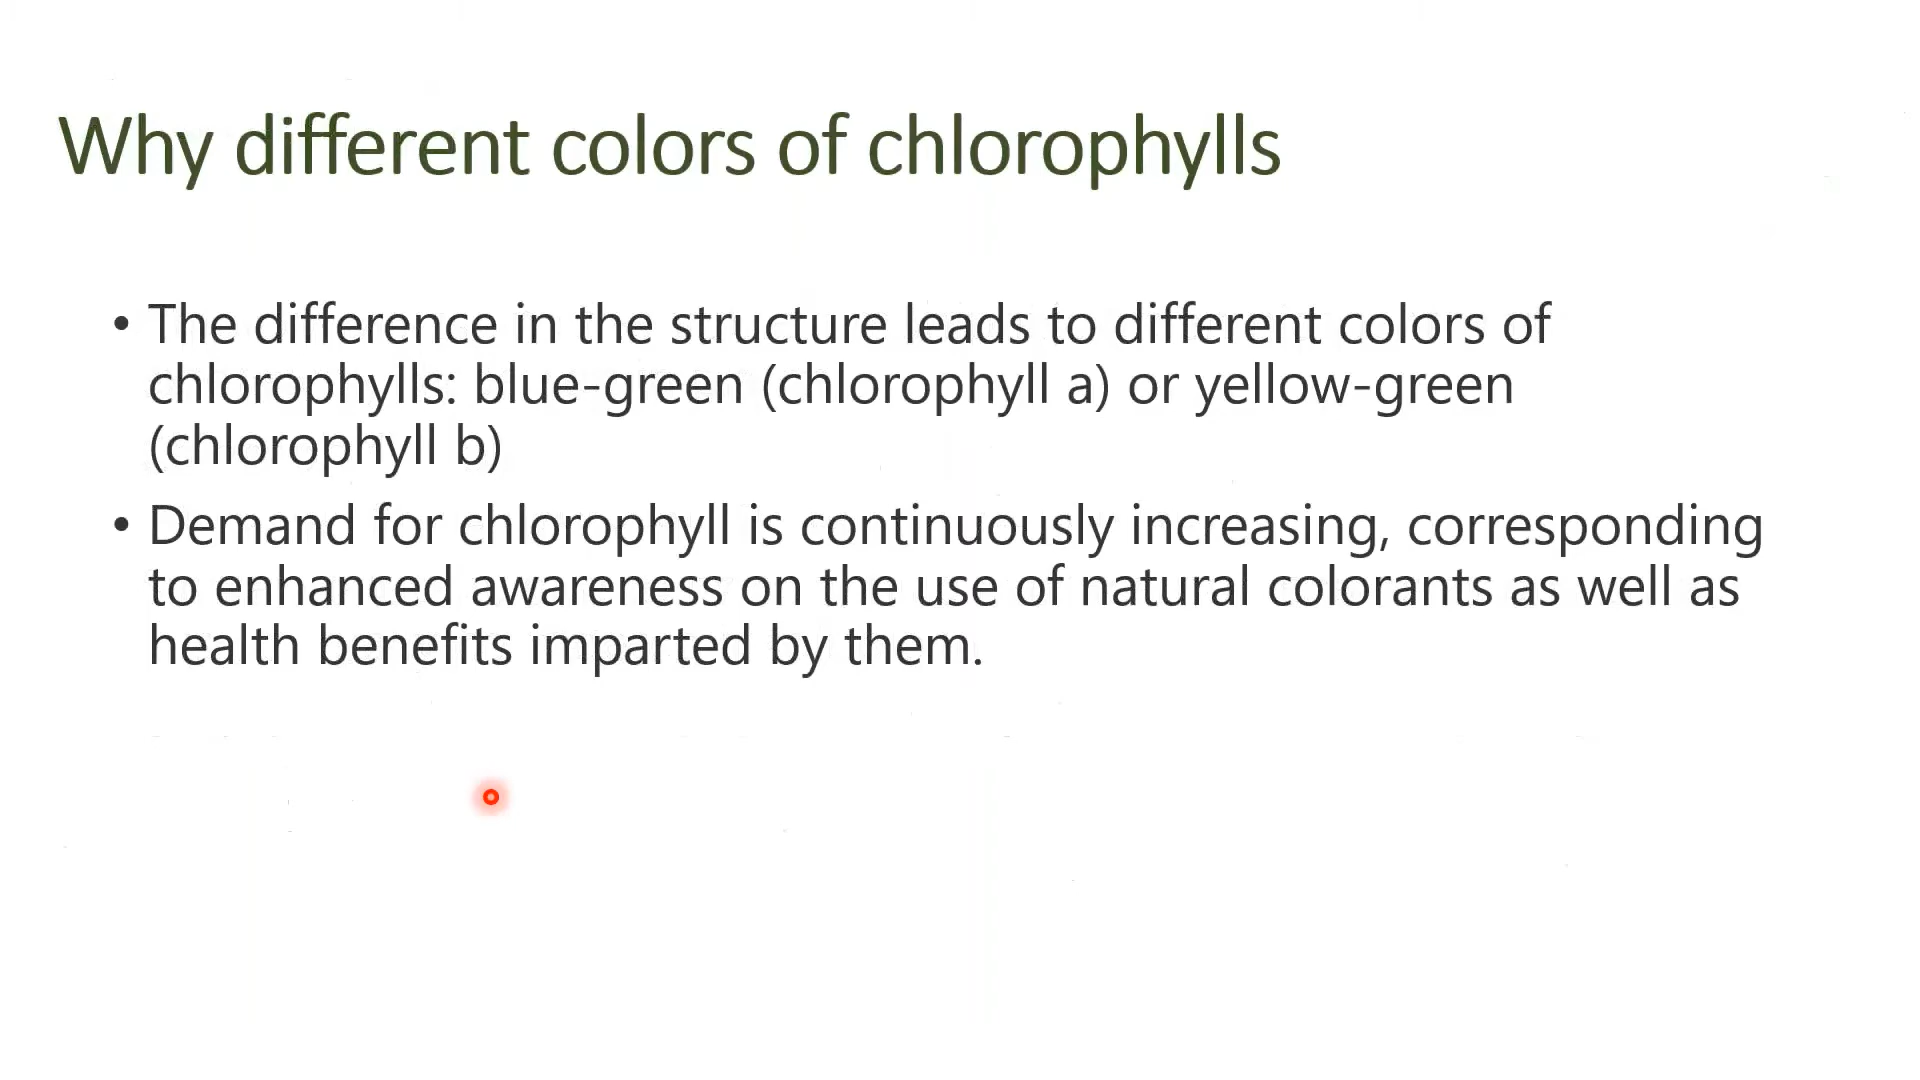 Why different colors of chlorophylls
• The difference in the structure leads to different colors of
chlorophylls: blue-green (chlorophyll a) or yellow-green
(chlorophyll b)
• Demand for chlorophyll is continuously increasing, corresponding
to enhanced awareness on the use of natural colorants as well as
health benefits imparted by them.